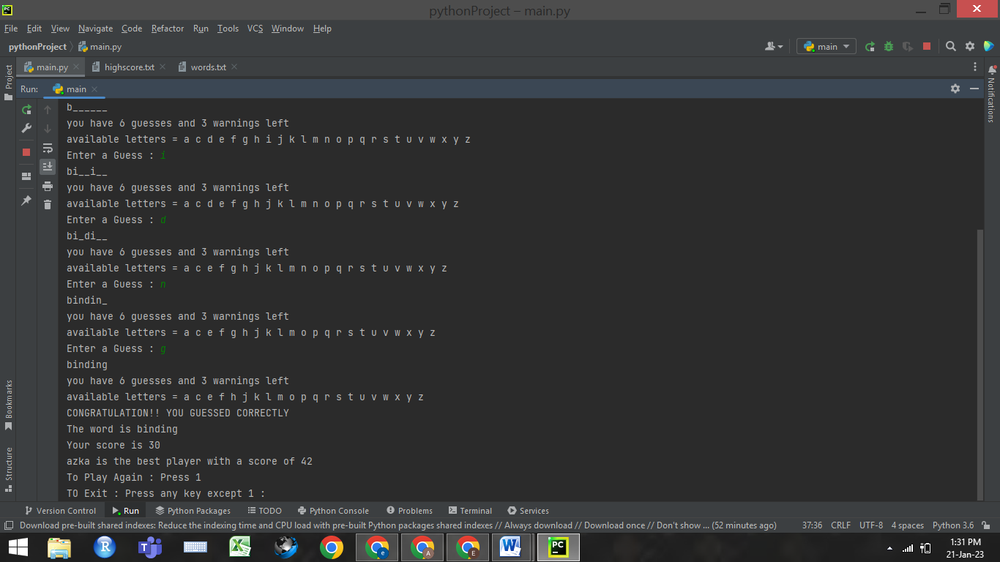 PC
pythonProject – main.py
File Edit View Navigate Code Refactor Run Tools VCS Window Help
pythonProject main.py
main
Project
main.py highscore.txt words.txt
Notifications
Run: main
b______
you have 6 guesses and 3 warnings left
available letters = a c d e f g h i j k l m n o p q r s t u v w x y z
Enter a Guess : i
bi__i__
you have 6 guesses and 3 warnings left
available letters = a c d e f g h j k l m n o p q r s t u v w x y z
Enter a Guess : d
bi_di__
you have 6 guesses and 3 warnings left
available letters = a c e f g h j k l m n o p q r s t u v w x y z
Enter a Guess : n
bindin_
you have 6 guesses and 3 warnings left
available letters = a c e f g h j k l m o p q r s t u v w x y z
Enter a Guess : g
binding
you have 6 guesses and 3 warnings left
available letters = a c e f h j k l m o p q r s t u v w x y z
CONGRATULATION!! YOU GUESSED CORRECTLY
The word is binding
Your score is 30
azka is the best player with a score of 42
To Play Again : Press 1
TO Exit : Press any key except 1 :
Bookmarks
Structure
Version Control Run Python Packages TODO Python Console Problems Terminal Services
Download pre-built shared indexes: Reduce the indexing time and CPU load with pre-built Python packages shared indexes // Always download // Download once // Don't show ... (52 minutes ago) 37:36 CRLF UTF-8 4 spaces Python 3.6
R T X e A E W PC
1:31 PM
21-Jan-23